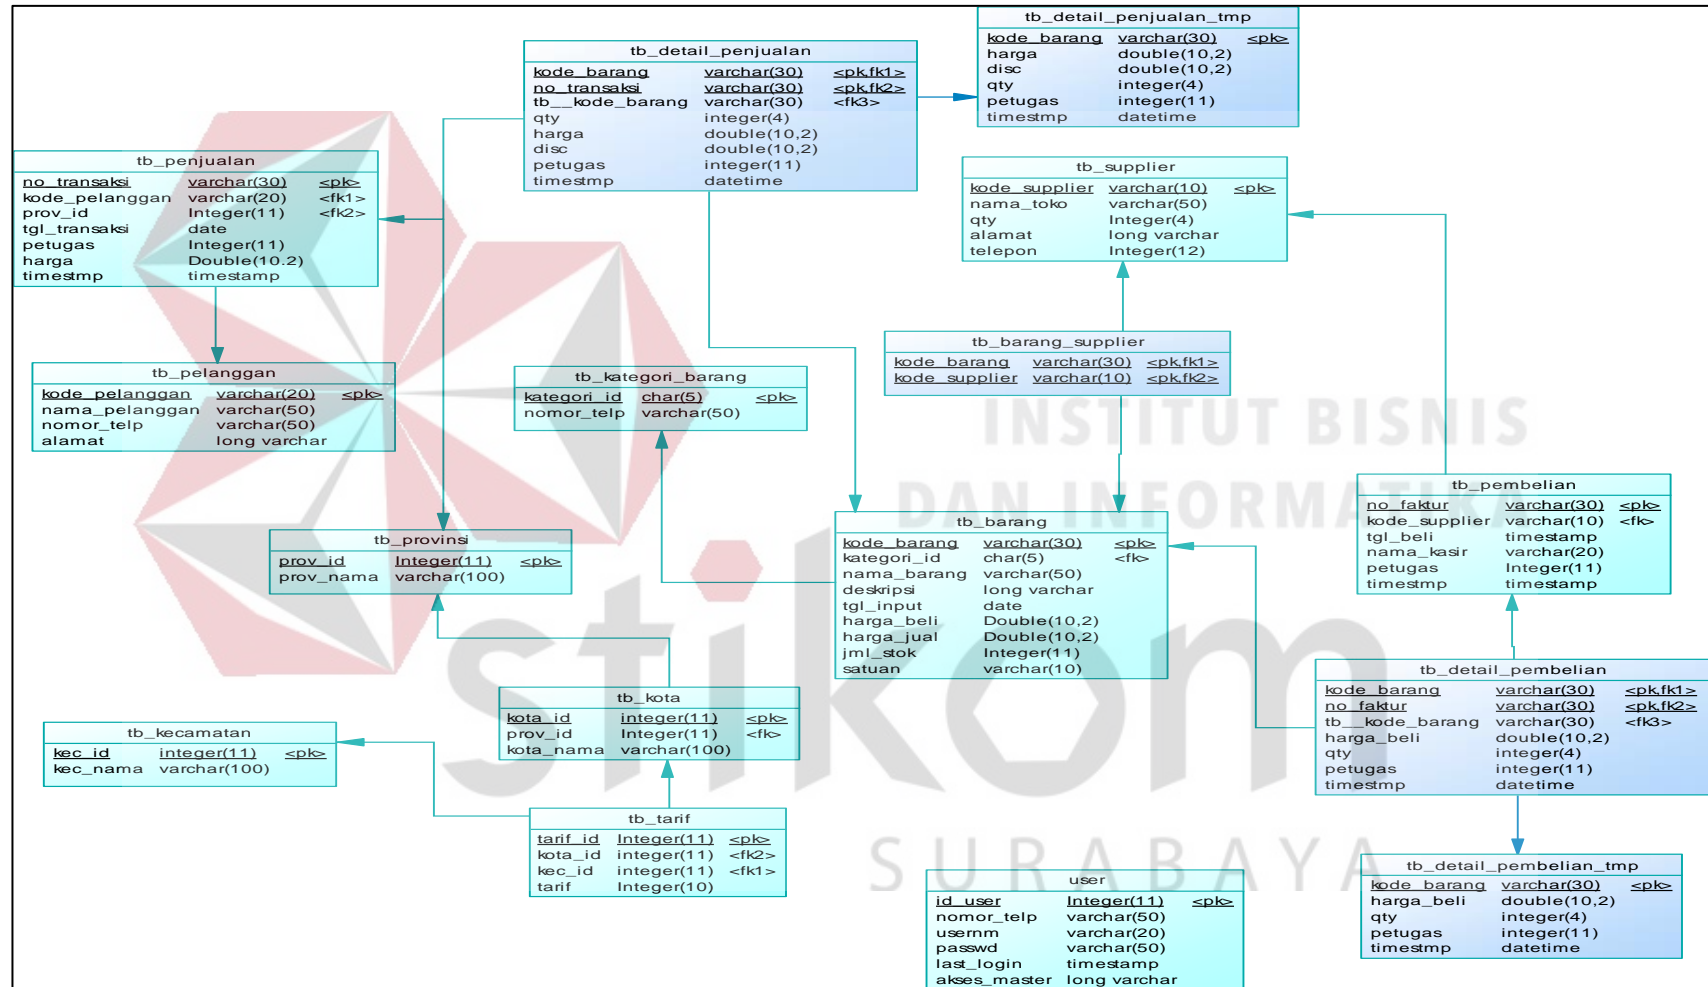 tb_detail_penjualan_tmp
kode_barang varchar(30) <pk>
harga double(10,2)
disc double(10,2)
qty integer(4)
petugas integer(11)
timestmp datetime
tb_detail_penjualan
kode_barang varchar(30) <pk,fk1>
no_transaksi varchar(30) <pk,fk2>
tb__kode_barang varchar(30) <fk3>
qty integer(4)
harga double(10,2)
disc double(10,2)
petugas integer(11)
timestmp datetime
tb_penjualan
no_transaksi varchar(30) <pk>
kode_pelanggan varchar(20) <fk1>
prov_id Integer(11) <fk2>
tgl_transaksi date
petugas Integer(11)
harga Double(10.2)
timestmp timestamp
tb_supplier
kode_supplier varchar(10) <pk>
nama_toko varchar(50)
qty Integer(4)
alamat long varchar
telepon Integer(12)
tb_barang_supplier
kode_barang varchar(30) <pk,fk1>
kode_supplier varchar(10) <pk,fk2>
tb_pelanggan
kode_pelanggan varchar(20) <pk>
nama_pelanggan varchar(50)
nomor_telp varchar(50)
alamat long varchar
tb_kategori_barang
kategori_id char(5) <pk>
nomor_telp varchar(50)
INSTITUT BISNIS
DAN INFORMATIKA
tb_pembelian
no_faktur varchar(30) <pk>
kode_supplier varchar(10) <fk>
tgl_beli timestamp
nama_kasir varchar(20)
petugas Integer(11)
timestmp timestamp
tb_barang
kode_barang varchar(30) <pk>
kategori_id char(5) <fk>
nama_barang varchar(50)
deskripsi long varchar
tgl_input date
harga_beli Double(10,2)
harga_jual Double(10,2)
jml_stok Integer(11)
satuan varchar(10)
tb_provinsi
prov_id Integer(11) <pk>
prov_nama varchar(100)
stikom
tb_detail_pembelian
kode_barang varchar(30) <pk,fk1>
no_faktur varchar(30) <pk,fk2>
tb__kode_barang varchar(30) <fk3>
harga_beli double(10,2)
qty integer(4)
petugas integer(11)
timestmp datetime
tb_kota
kota_id integer(11) <pk>
prov_id Integer(11) <fk>
kota_nama varchar(100)
tb_kecamatan
kec_id integer(11) <pk>
kec_nama varchar(100)
tb_tarif
tarif_id Integer(11) <pk>
kota_id integer(11) <fk2>
kec_id integer(11) <fk1>
tarif Integer(10)
SURABAYA
tb_detail_pembelian_tmp
kode_barang varchar(30) <pk>
harga_beli double(10,2)
qty integer(4)
petugas integer(11)
timestmp datetime
user
id_user Integer(11) <pk>
nomor_telp varchar(50)
usernm varchar(20)
passwd varchar(50)
last_login timestamp
akses_master long varchar